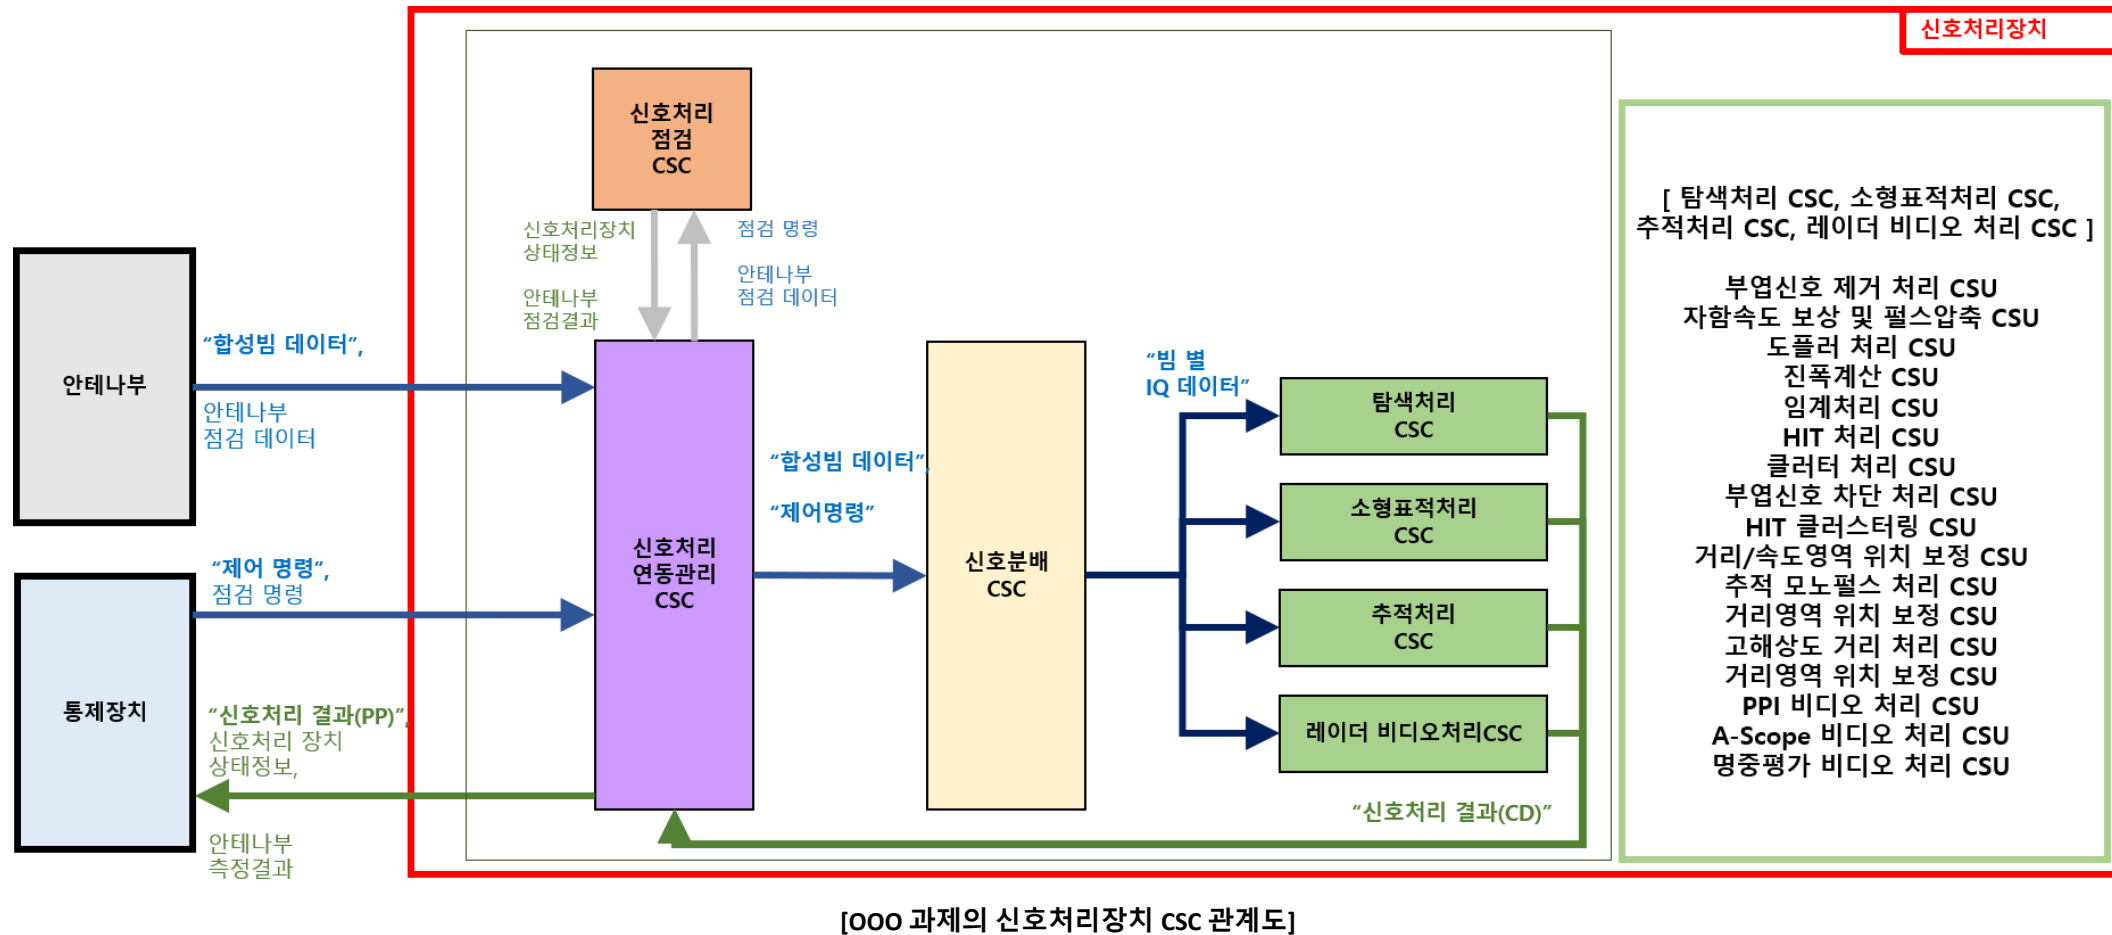 신호처리장치
신호처리
점검
CSC
신호처리장치
상태정보
안테나부
점검결과
점검 명령
안테나부
점검 데이터
안테나부
“합성빔 데이터”,
안테나부
점검 데이터
통제장치
“제어 명령”,
점검 명령
“신호처리 결과(PP)”,
신호처리 장치
상태정보,
안테나부
측정결과
신호처리
연동관리
CSC
“합성빔 데이터”,
“제어명령”
신호분배
CSC
“빔 별
IQ 데이터”
탐색처리
CSC
소형표적처리
CSC
추적처리
CSC
레이더 비디오처리CSC
“신호처리 결과(CD)”
[ 탐색처리 CSC, 소형표적처리 CSC,
추적처리 CSC, 레이더 비디오 처리 CSC ]
부엽신호 제거 처리 CSU
자함속도 보상 및 펄스압축 CSU
도플러 처리 CSU
진폭계산 CSU
임계처리 CSU
HIT 처리 CSU
클러터 처리 CSU
부엽신호 차단 처리 CSU
HIT 클러스터링 CSU
거리/속도영역 위치 보정 CSU
추적 모노펄스 처리 CSU
거리영역 위치 보정 CSU
고해상도 거리 처리 CSU
거리영역 위치 보정 CSU
PPI 비디오 처리 CSU
A-Scope 비디오 처리 CSU
명중평가 비디오 처리 CSU
[OOO 과제의 신호처리장치 CSC 관계도]